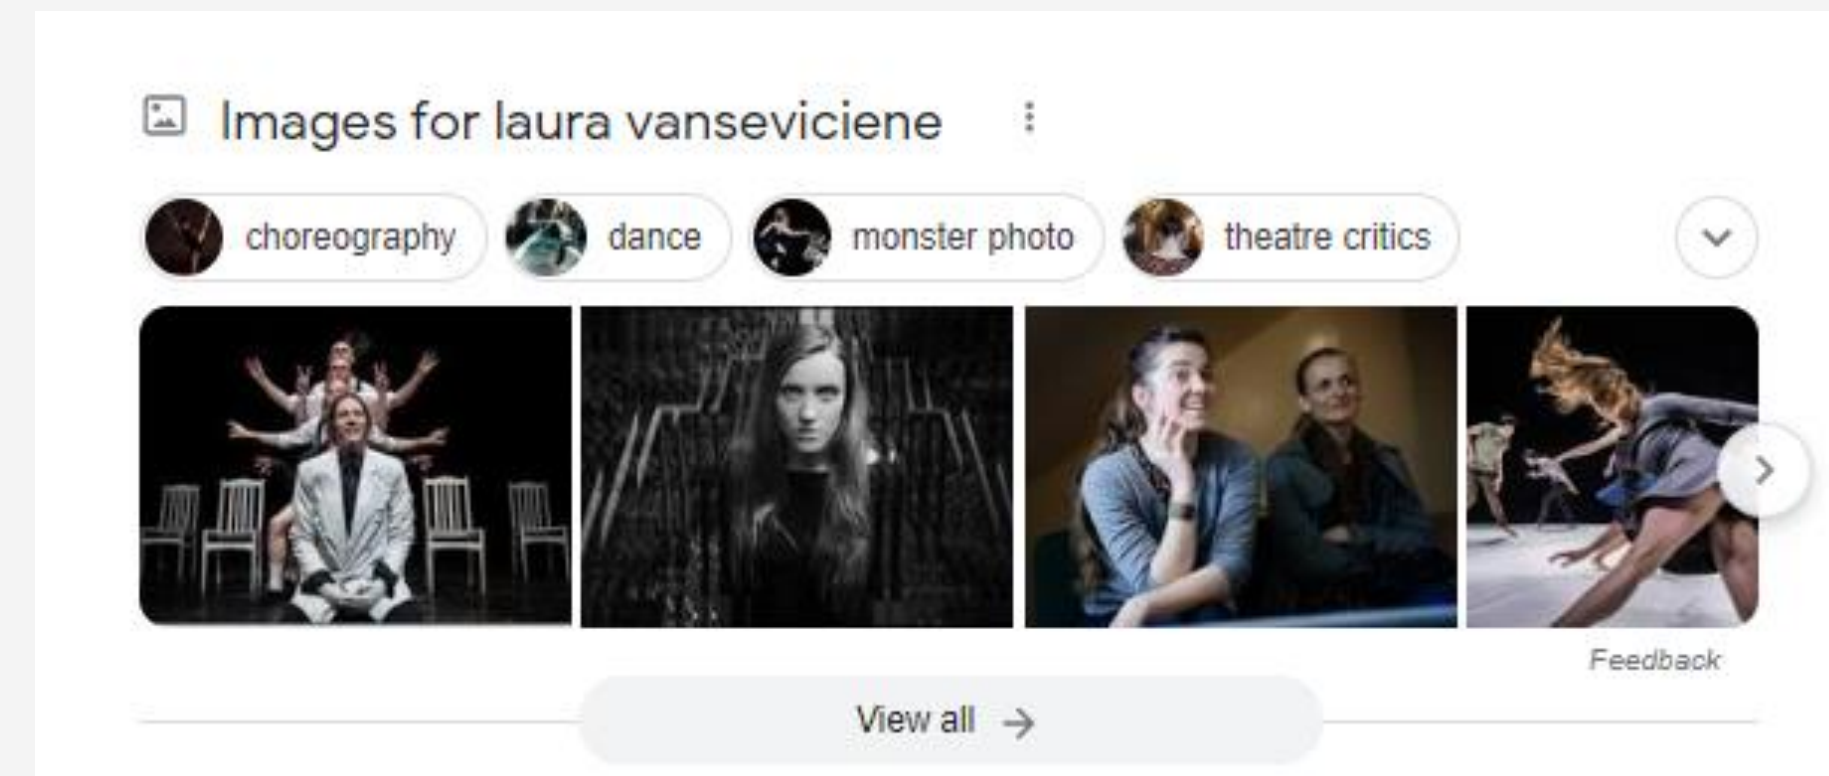 Images for laura vanseviciene
choreography dance monster photo theatre critics
Feedback
View all